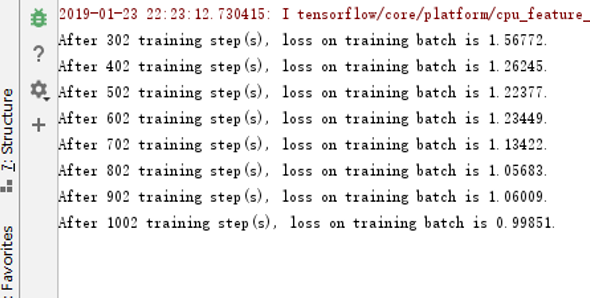 2019-01-23 22:23:12.730415: I tensorflow/core/platform/cpu_feature_
After 302 training step(s), loss on training batch is 1.56772.
After 402 training step(s), loss on training batch is 1.26245.
After 502 training step(s), loss on training batch is 1.22377.
After 602 training step(s), loss on training batch is 1.23449.
After 702 training step(s), loss on training batch is 1.13422.
After 802 training step(s), loss on training batch is 1.05683.
After 902 training step(s), loss on training batch is 1.06009.
After 1002 training step(s), loss on training batch is 0.99851.
7: Structure
: Favorites